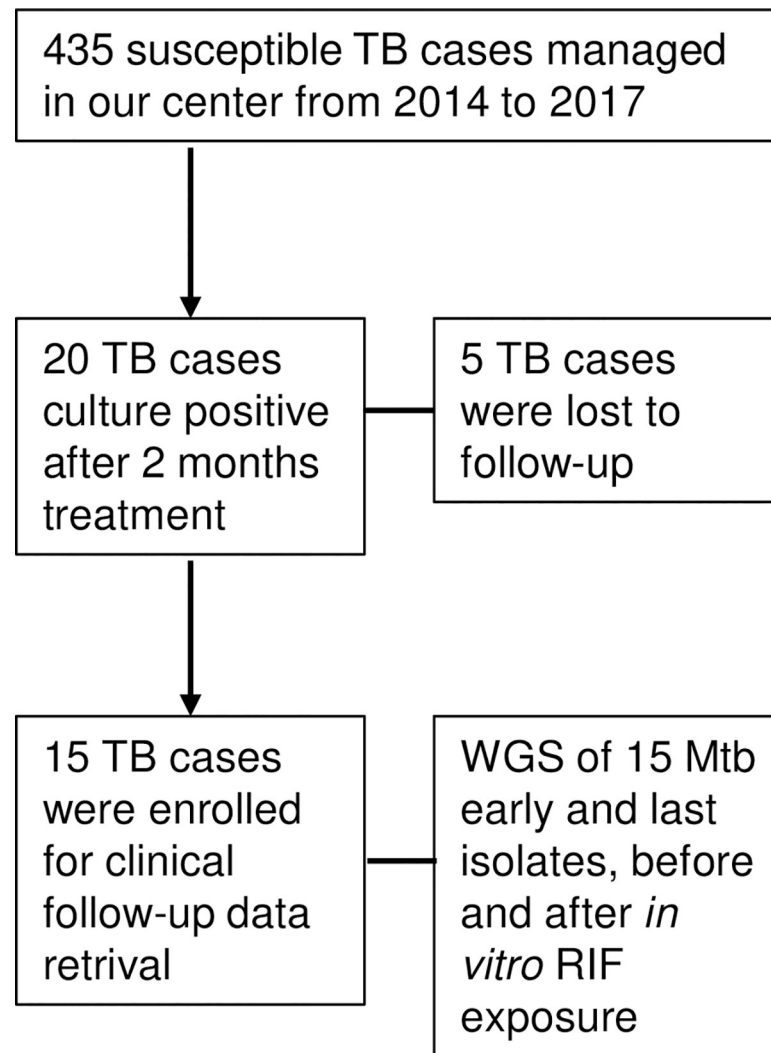 435 susceptible TB cases managed
in our center from 2014 to 2017
20 TB cases
culture positive
after 2 months
treatment
5 TB cases
were lost to
follow-up
15 TB cases
were enrolled
for clinical
follow-up data
retrival
WGS of 15 Mtb
early and last
isolates, before
and after in
vitro RIF
exposure